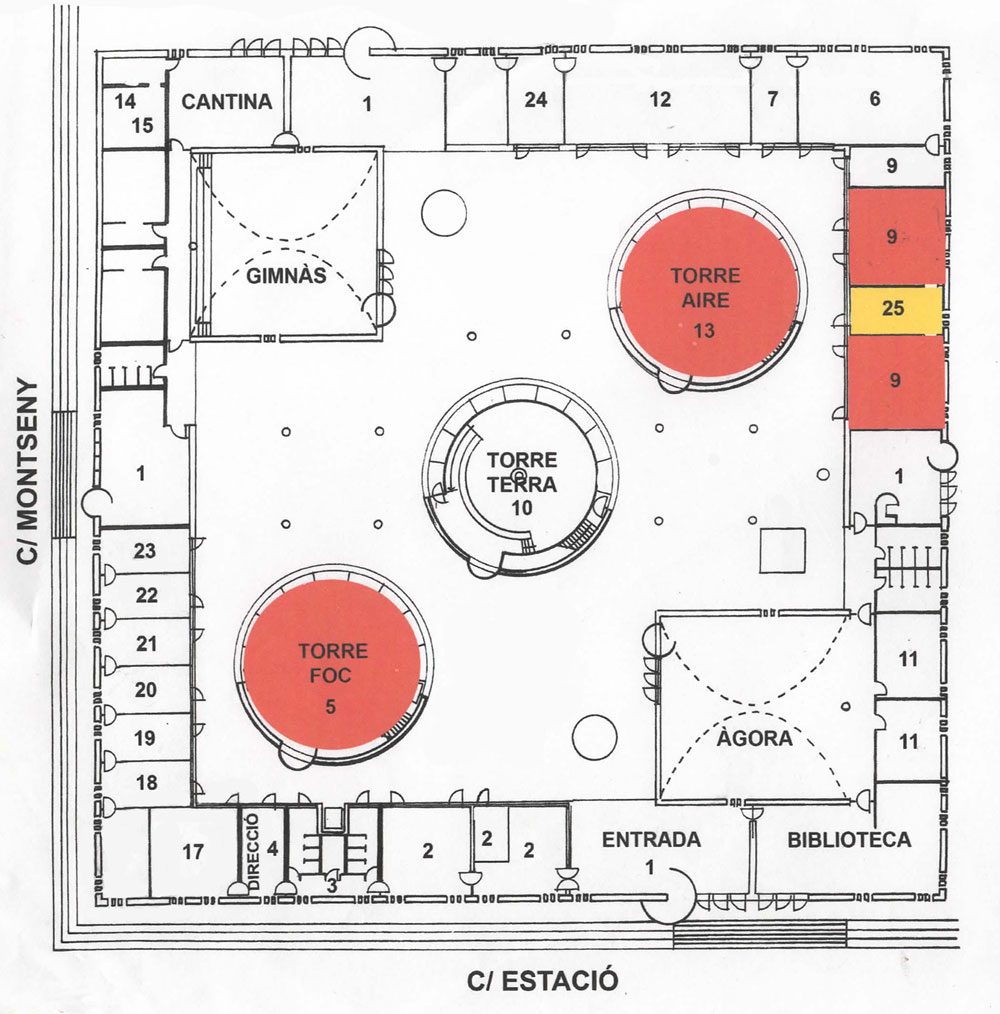 14
15
CANTINA
1
24
12
7
6
9
9
25
9
1
GIMNÀS
TORRE
AIRE
13
TORRE
TERRA
10
C/ MONTSENY
1
23
22
21
20
19
18
TORRE
FOC
5
11
11
ÀGORA
17
DIRECCIÓ
4
3
2
2
2
ENTRADA
1
BIBLIOTECA
C/ ESTACIÓ